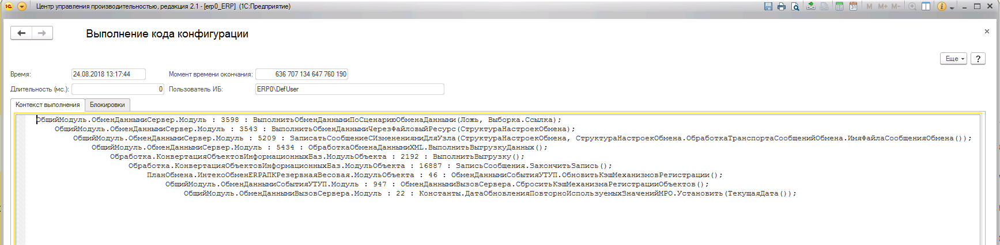 Центр управления производительностью, редакция 2.1 - [erp0_ERP] (1С:Предприятие)
M M+ M-
Выполнение кода конфигурации
Еще ?
Время: 24.08.2018 13:17:44 Момент времени окончания: 636 707 134 647 760 190
Длительность (мс.): 0 Пользователь ИБ: ERP0\DefUser
Контекст выполнения Блокировки
ОбщийМодуль.ОбменДаннымиСервер.Модуль : 3598 : ВыполнитьОбменДаннымиПоСценариюОбменаДанными(Ложь, Выборка.Ссылка);
ОбщийМодуль.ОбменДаннымиСервер.Модуль : 3543 : ВыполнитьОбменДаннымиЧерезФайловыйРесурс(СтруктураНастроекОбмена);
ОбщийМодуль.ОбменДаннымиСервер.Модуль : 5209 : ЗаписатьСообщениеСИзменениямиДляУзла(СтруктураНастроекОбмена, СтруктураНастроекОбмена.ОбработкаТранспортаСообщенийОбмена.ИмяФайлаСообщенияОбмена());
ОбщийМодуль.ОбменДаннымиСервер.Модуль : 5434 : ОбработкаОбменаДаннымиXML.ВыполнитьВыгрузкуДанных();
Обработка.КонвертацияОбъектовИнформационныхБаз.МодульОбъекта : 2192 : ВыполнитьВыгрузку();
Обработка.КонвертацияОбъектовИнформационныхБаз.МодульОбъекта : 16887 : ЗаписьСообщения.ЗакончитьЗапись();
ПланОбмена.ИнтекоОбменERPАПКРезервнаяВесовая.МодульОбъекта : 46 : ОбменДаннымиСобытияУТУП.ОбновитьКэшМеханизмовРегистрации();
ОбщийМодуль.ОбменДаннымиСобытияУТУП.Модуль : 947 : ОбменДаннымиВызовСервера.СброситьКэшМеханизмаРегистрацииОбъектов();
ОбщийМодуль.ОбменДаннымиВызовСервера.Модуль : 22 : Константы.ДатаОбновленияПовторноИспользуемыхЗначенийМРО.Установить(ТекущаяДата());